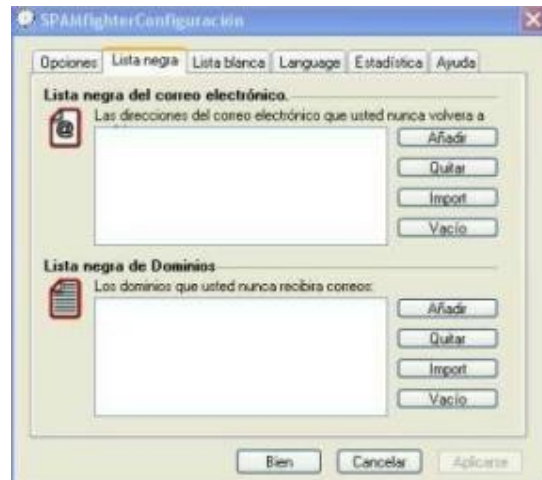 SPAMfighterConfiguración
Opciones Lista negra Lista blanca Language Estadística Ayuda
Lista negra del correo electrónico.
Las direcciones del correo electrónico que usted nunca volvera a
Añadir
Quitar
Import
Vacío
Lista negra de Dominios
Los dominios que usted nunca recibira correos:
Añadir
Quitar
Import
Vacío
Bien Cancelar Aplicarse